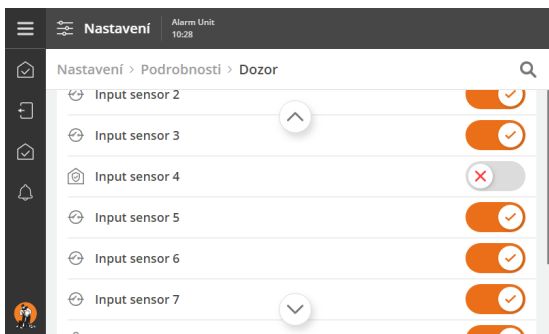 Nastavení
Alarm Unit
10:28
Nastavení > Podrobnosti > Dozor
Input sensor 2
Input sensor 3
Input sensor 4
Input sensor 5
Input sensor 6
Input sensor 7